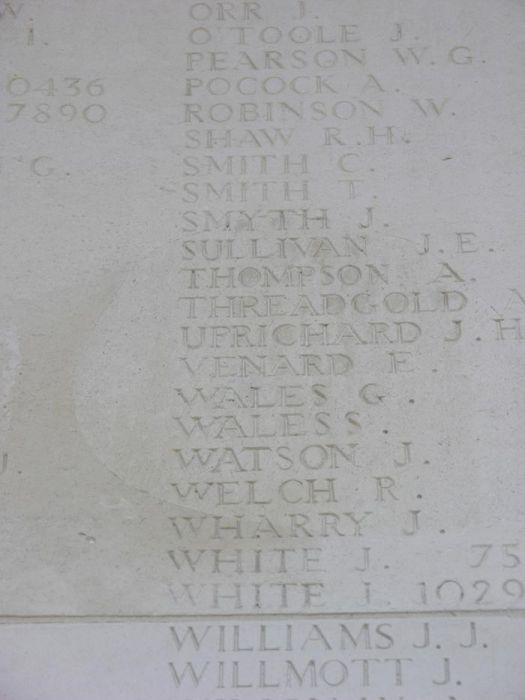 W
ORR J.
I.
O'TOOLE J.
PEARSON W.G.
0436
POCOCK A.
7890
ROBINSON W.
SHAW R.H.
G.
SMITH C.
SMITH T.
SMYTH J.
SULLIVAN J.E.
THOMPSON A.
THREADGOLD A
UPRICHARD J.H
VENARD E.
WALES G.
WALES S.
J.
WATSON J.
WELCH R.
WHARRY J.
WHITE J. 75
WHITE J. 1029
WILLIAMS J.J.
WILLMOTT J.